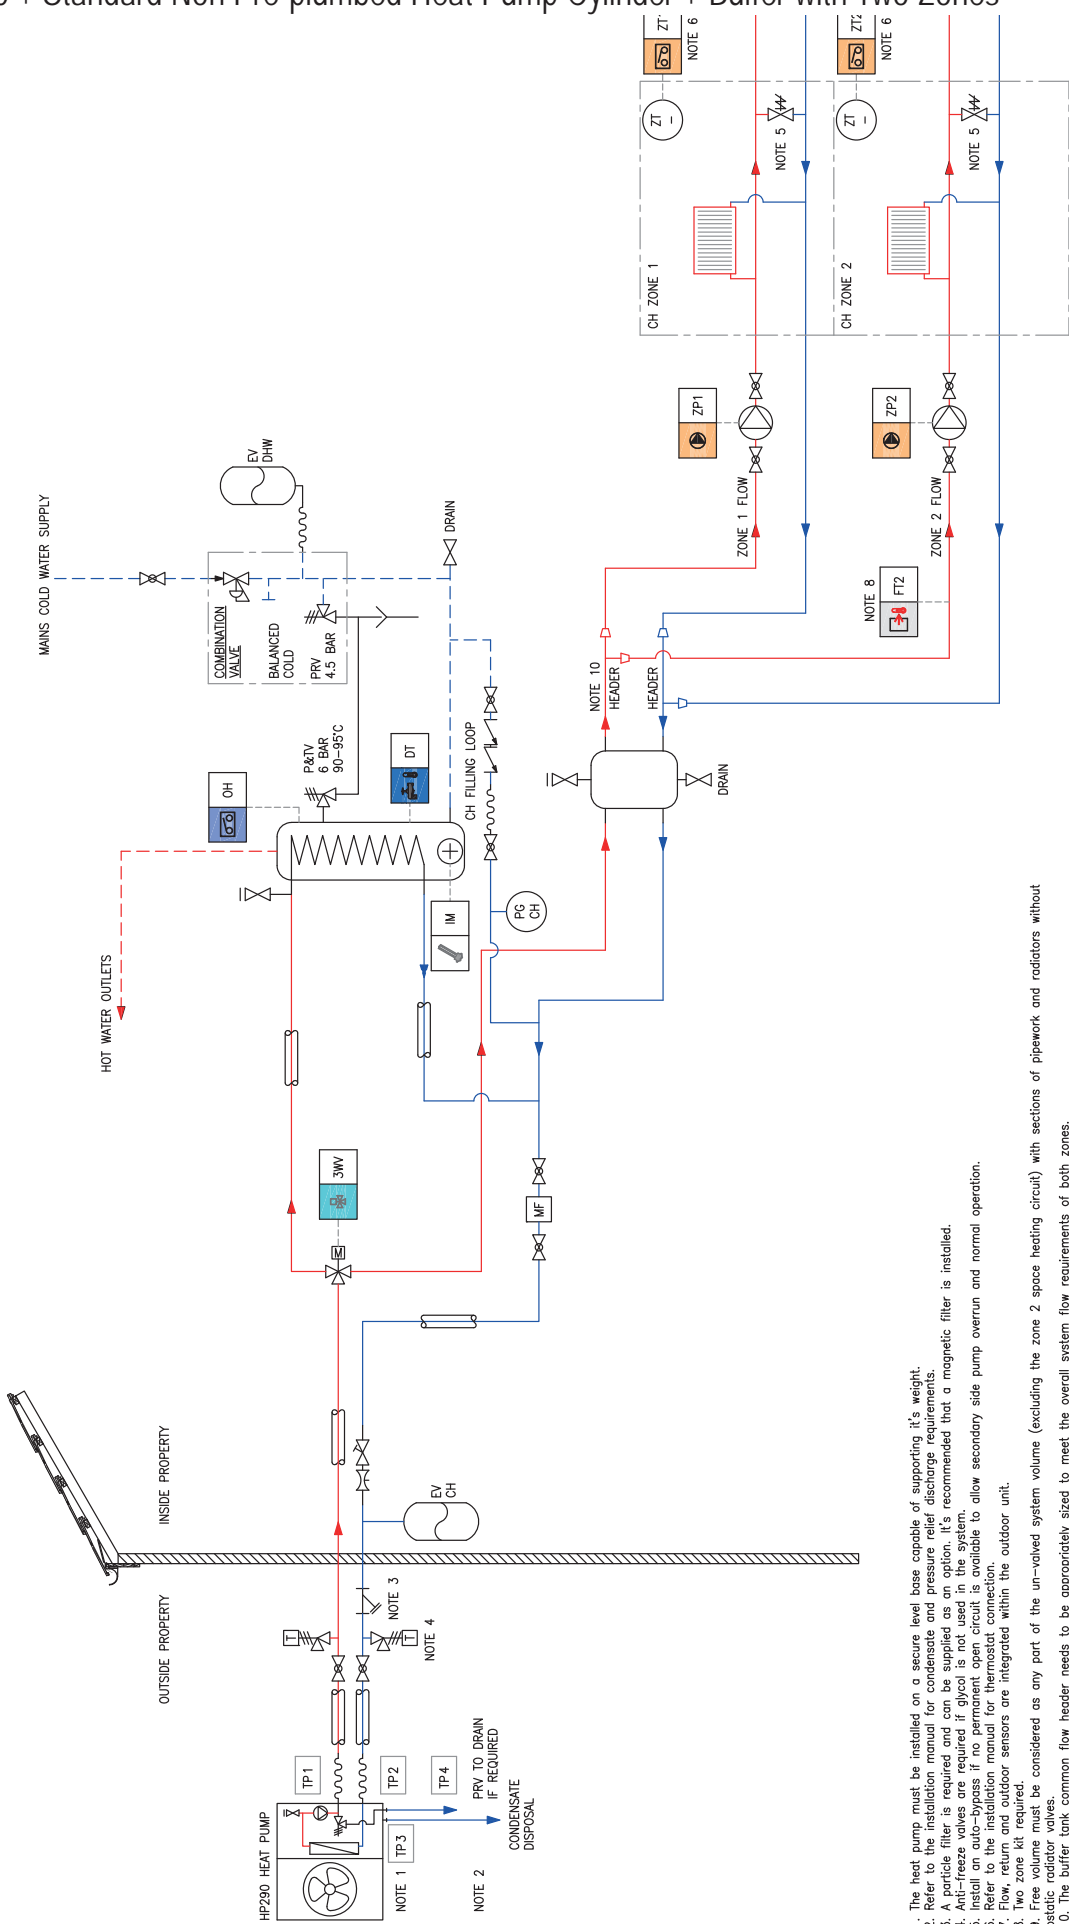 + Standard Non Pre-plumbed Heat Pump Cylinder + Buffer with Two Zones
MAINS COLD WATER SUPPLY
HOT WATER OUTLETS
COMBINATION
VALVE
BALANCED
COLD
PRV
4.5 BAR
EV
DHW
DRAIN
P&TV
6 BAR
90-95°C
OH
DT
IM
CH FILLING LOOP
PG
CH
3WV
M
MF
NOTE 10
HEADER
HEADER
DRAIN
ZONE 1 FLOW
ZP1
CH ZONE 1
NOTE 5
ZT
–
NOTE 6
ZONE 2 FLOW
NOTE 8
FT2
ZP2
CH ZONE 2
NOTE 5
ZT
–
ZT2
NOTE 6
INSIDE PROPERTY
OUTSIDE PROPERTY
EV
CH
NOTE 3
NOTE 4
T
T
HP290 HEAT PUMP
TP1
TP2
TP3
TP4
NOTE 1
NOTE 2
PRV TO DRAIN
IF REQUIRED
CONDENSATE
DISPOSAL
. The heat pump must be installed on a secure level base capable of supporting it's weight.
2. Refer to the installation manual for condensate and pressure relief discharge requirements.
3. A particle filter is required and can be supplied as an option. It's recommended that a magnetic filter is installed.
4. Anti-freeze valves are required if glycol is not used in the system.
5. Install an auto-bypass if no permanent open circuit is available to allow secondary side pump overrun and normal operation.
6. Refer to the installation manual for thermostat connection.
7. Flow, return and outdoor sensors are integrated within the outdoor unit.
8. Two zone kit required.
9. Free volume must be considered as any part of the un-valved system volume (excluding the zone 2 space heating circuit) with sections of pipework and radiators without
ostatic radiator valves.
0. The buffer tank common flow header needs to be appropriately sized to meet the overall system flow requirements of both zones.